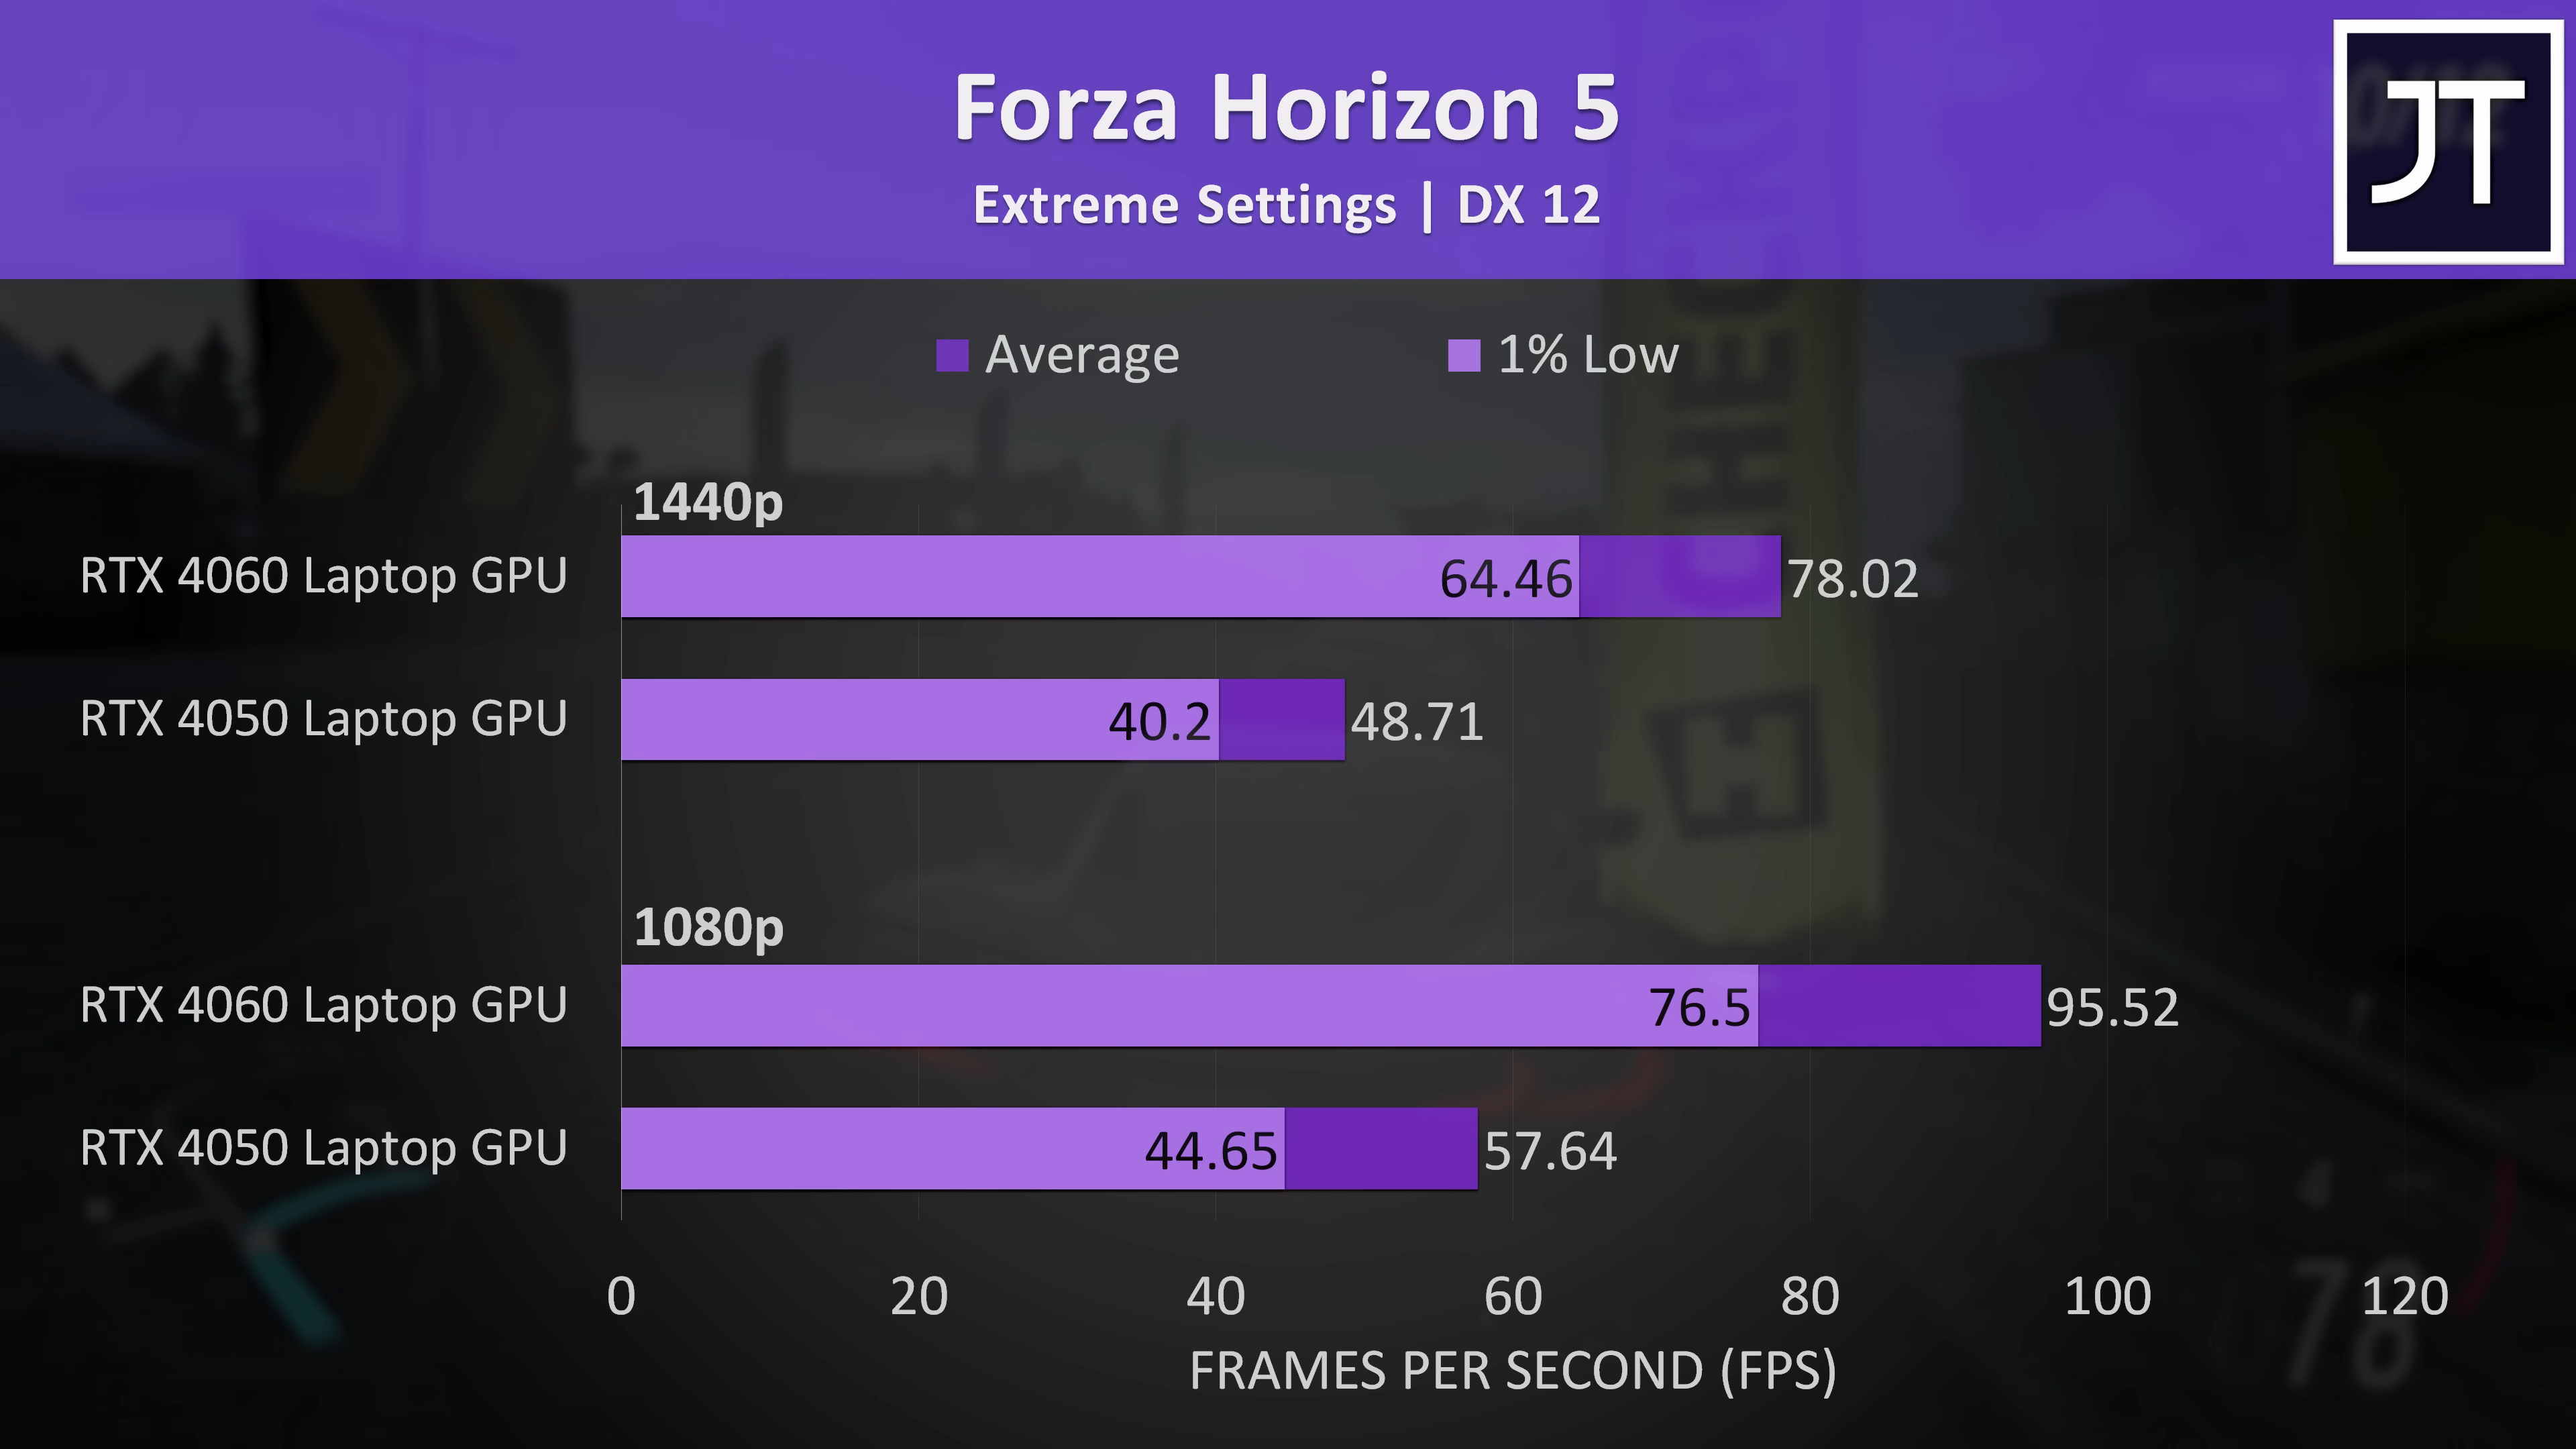 Forza Horizon 5
Extreme Settings | DX 12
JT
Average
1% Low
1440p
RTX 4060 Laptop GPU
64.46
78.02
RTX 4050 Laptop GPU
40.2
48.71
1080p
RTX 4060 Laptop GPU
76.5
95.52
RTX 4050 Laptop GPU
44.65
57.64
0 20 40 60 80 100 120
FRAMES PER SECOND (FPS)
H
4
78